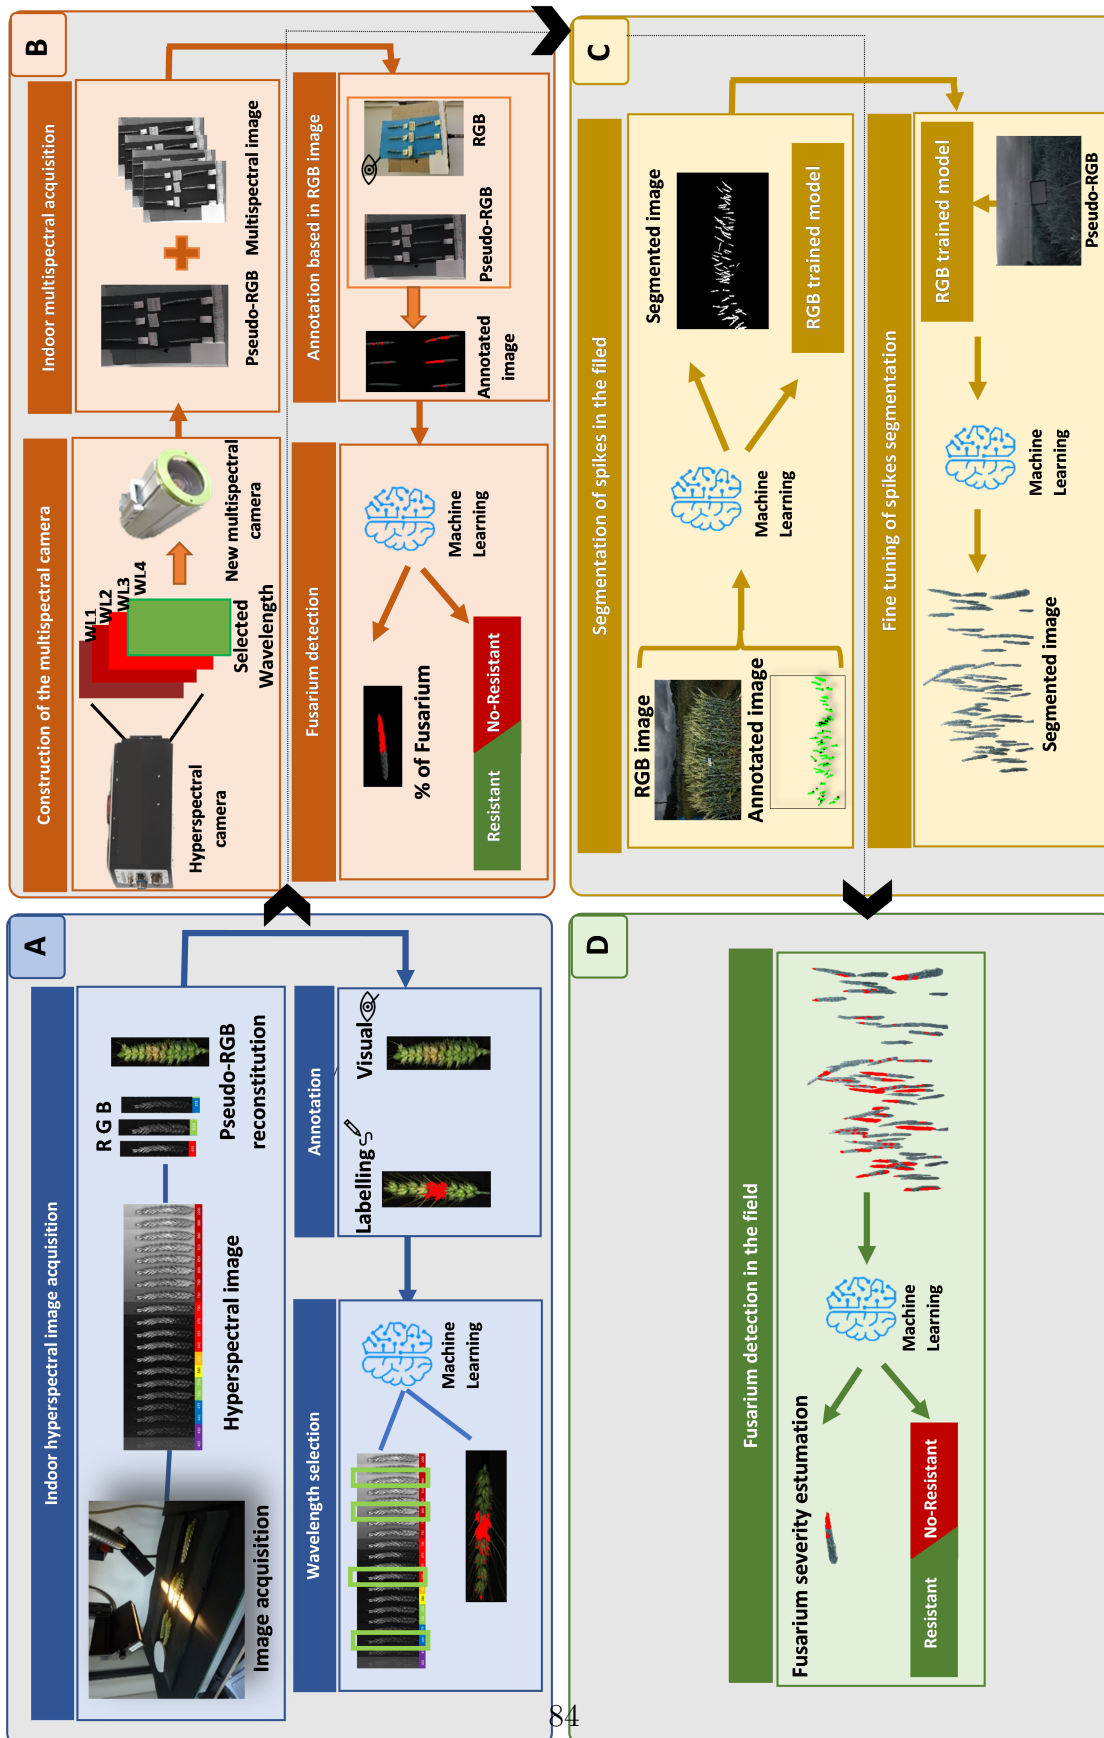 A
Indoor hyperspectral image acquisition
Image acquisition
Hyperspectral image
R G B
Pseudo-RGB
reconstitution
Annotation
Labelling
Visual
Wavelength selection
Machine
Learning
B
Construction of the multispectral camera
Hyperspectral
camera
WL1
WL2
WL3
WL4
Selected
Wavelength
New multispectral
camera
Indoor multispectral acquisition
Pseudo-RGB
Multispectral image
Annotation based in RGB image
Pseudo-RGB
RGB
Annotated
image
Fusarium detection
Machine
Learning
% of Fusarium
Resistant
No-Resistant
C
Segmentation of spikes in the filed
RGB image
Annotated image
Machine
Learning
Segmented image
RGB trained model
Fine tuning of spikes segmentation
RGB trained model
Pseudo-RGB
Machine
Learning
Segmented image
D
Fusarium detection in the field
Machine
Learning
Fusarium severity estumation
Resistant
No-Resistant
84